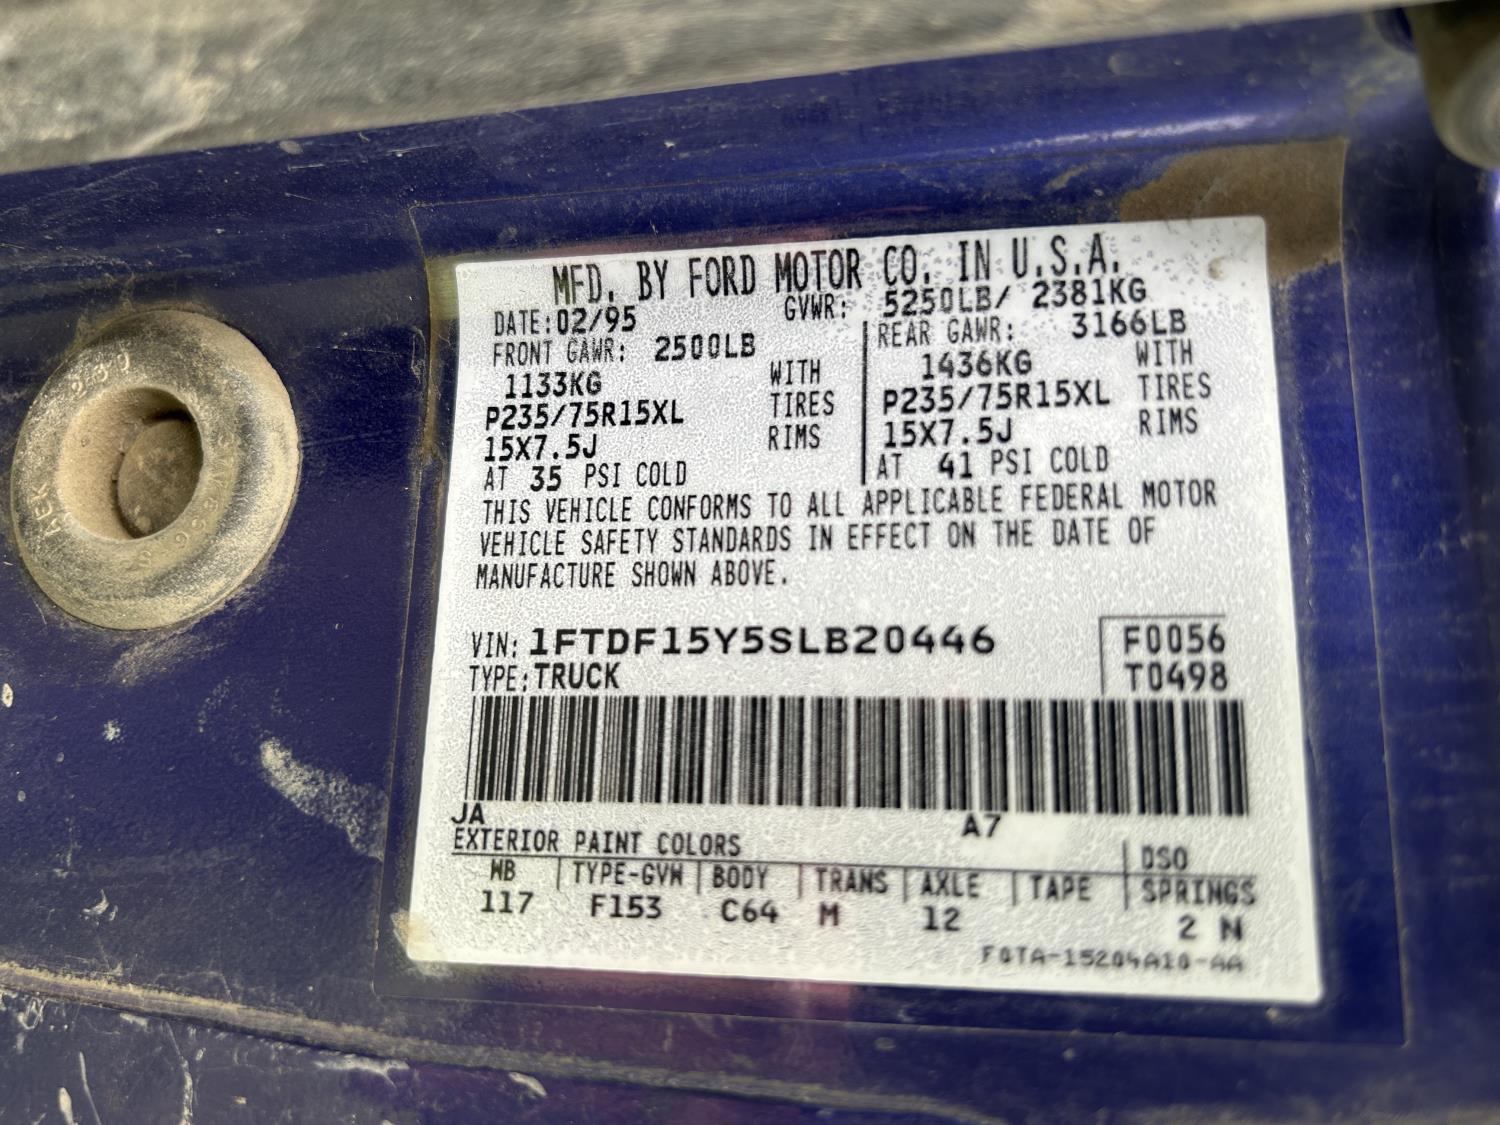 MFD. BY FORD MOTOR CO. IN U.S.A.
DATE: 02/95 GVWR: 5250LB/ 2381KG
FRONT GAWR: 2500LB REAR GAWR: 3166LB
1133KG WITH 1436KG WITH
P235/75R15XL TIRES P235/75R15XL TIRES
15X7.5J RIMS 15X7.5J RIMS
AT 35 PSI COLD AT 41 PSI COLD
THIS VEHICLE CONFORMS TO ALL APPLICABLE FEDERAL MOTOR
VEHICLE SAFETY STANDARDS IN EFFECT ON THE DATE OF
MANUFACTURE SHOWN ABOVE.
VIN: 1FTDF15Y5SLB20446 F0056
TYPE: TRUCK T0498
JA A7
EXTERIOR PAINT COLORS DSO
WB TYPE-GVW BODY TRANS AXLE TAPE SPRINGS
117 F153 C64 M 12 2 N
F0TA-15204A10-AA